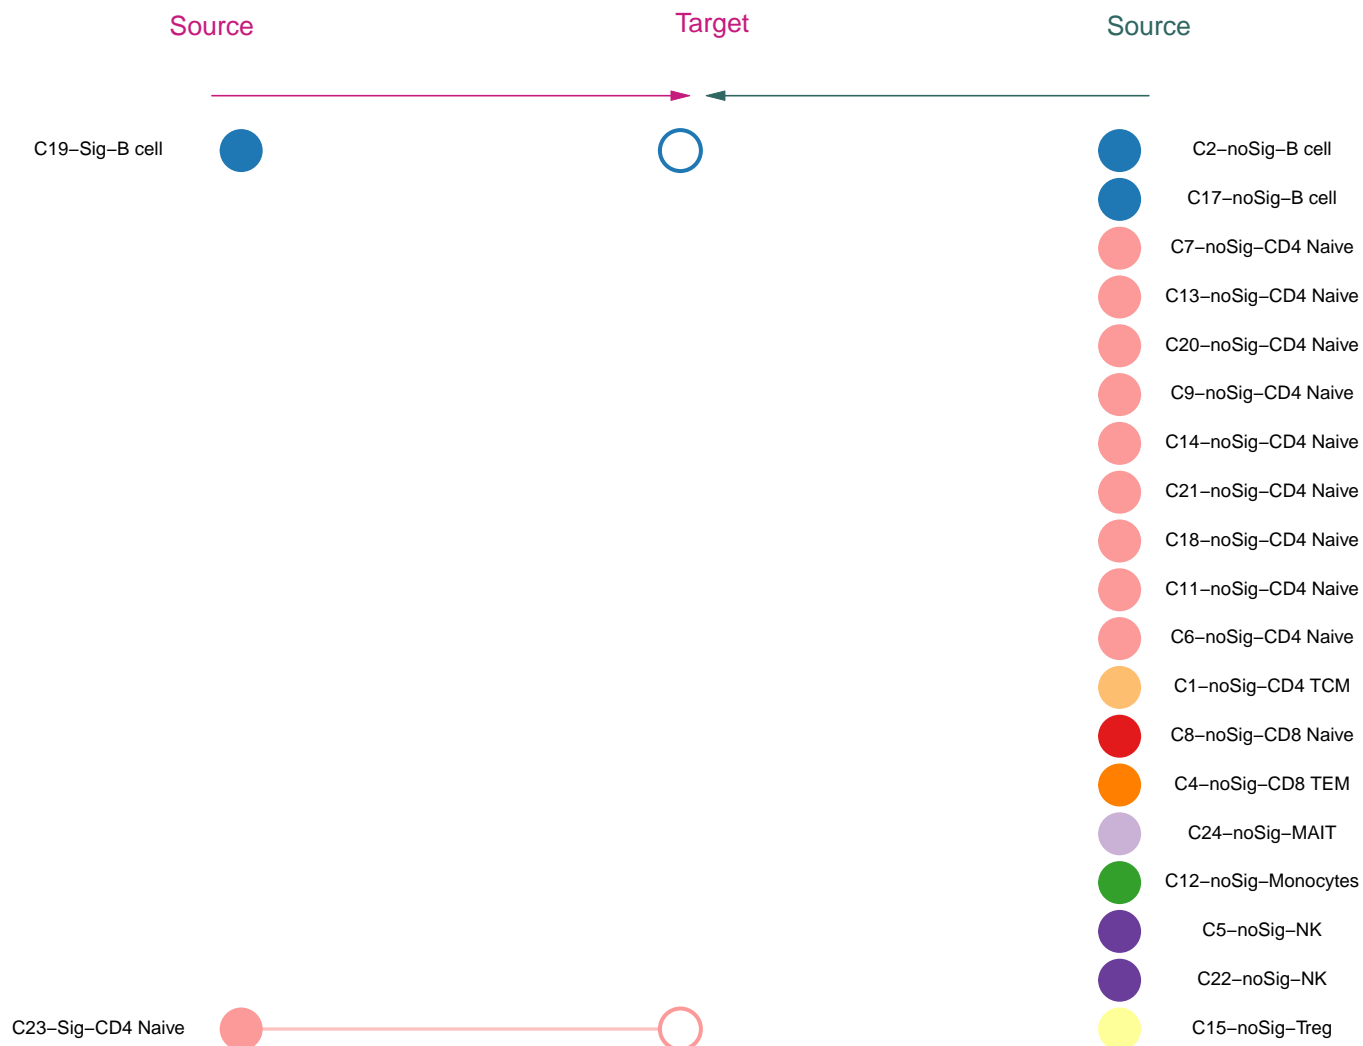 Source
Target
Source
C19−Sig−B cell
C2−noSig−B cell
C17−noSig−B cell
C7−noSig−CD4 Naive
C13−noSig−CD4 Naive
C20−noSig−CD4 Naive
C9−noSig−CD4 Naive
C14−noSig−CD4 Naive
C21−noSig−CD4 Naive
C18−noSig−CD4 Naive
C11−noSig−CD4 Naive
C6−noSig−CD4 Naive
C1−noSig−CD4 TCM
C8−noSig−CD8 Naive
C4−noSig−CD8 TEM
C24−noSig−MAIT
C12−noSig−Monocytes
C5−noSig−NK
C22−noSig−NK
C23−Sig−CD4 Naive
C15−noSig−Treg